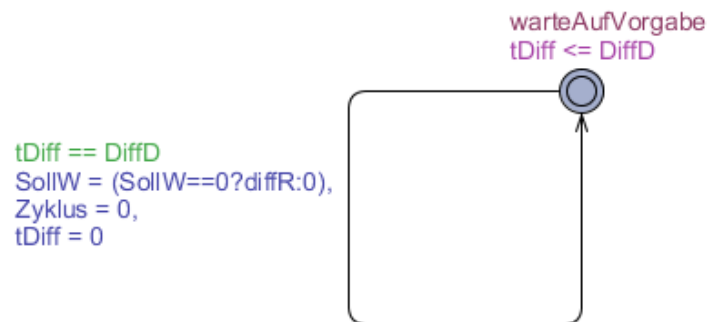 warteAufVorgabe
tDiff <= DiffD
tDiff == DiffD
SollW = (SollW==0?diffR:0),
Zyklus = 0,
tDiff = 0